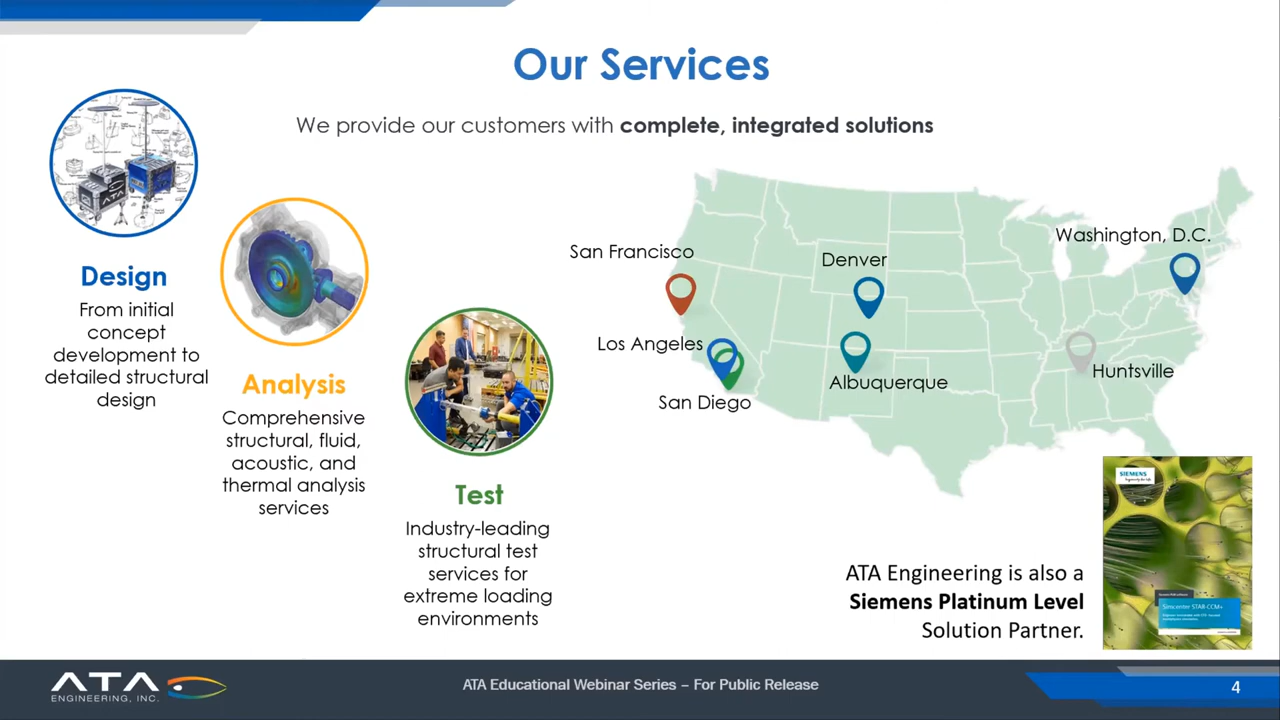 Our Services
We provide our customers with complete, integrated solutions
ATA
Design
From initial
concept
development to
detailed structural
design
Analysis
Comprehensive
structural, fluid,
acoustic, and
thermal analysis
services
Test
Industry-leading
structural test
services for
extreme loading
environments
San Francisco
Los Angeles
San Diego
Denver
Albuquerque
Washington, D.C.
Huntsville
ATA Engineering is also a
Siemens Platinum Level
Solution Partner.
SIEMENS
Simcenter STAR-CCM+
ATA
ENGINEERING, INC.
ATA Educational Webinar Series – For Public Release
4